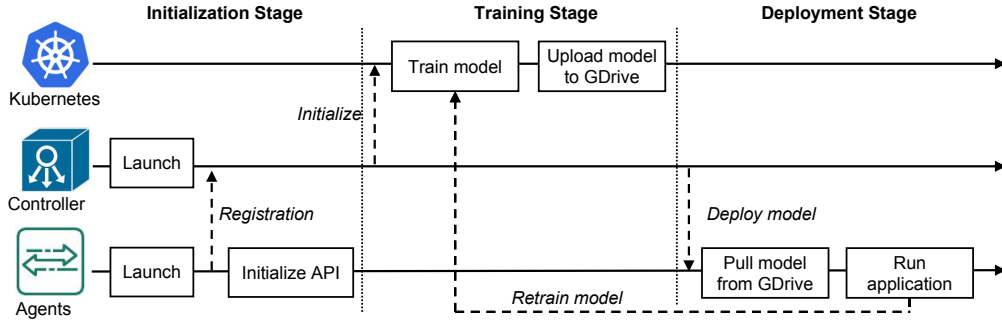 Initialization Stage
Training Stage
Deployment Stage
Kubernetes
Train model
Upload model
to GDrive
Initialize
Controller
Launch
Registration
Deploy model
Agents
Launch
Initialize API
Pull model
from GDrive
Run
application
Retrain model